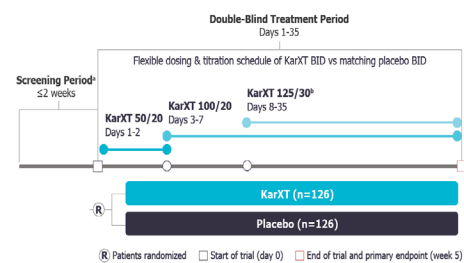 Double-Blind Treatment Period
Days 1-35
Flexible dosing & titration schedule of KarXT BID vs matching placebo BID
Screening Periodᵃ
≤2 weeks
KarXT 50/20
Days 1-2
KarXT 100/20
Days 3-7
KarXT 125/30ᵇ
Days 8-35
KarXT (n=126)
R
Placebo (n=126)
R Patients randomized
Start of trial (day 0)
End of trial and primary endpoint (week 5)